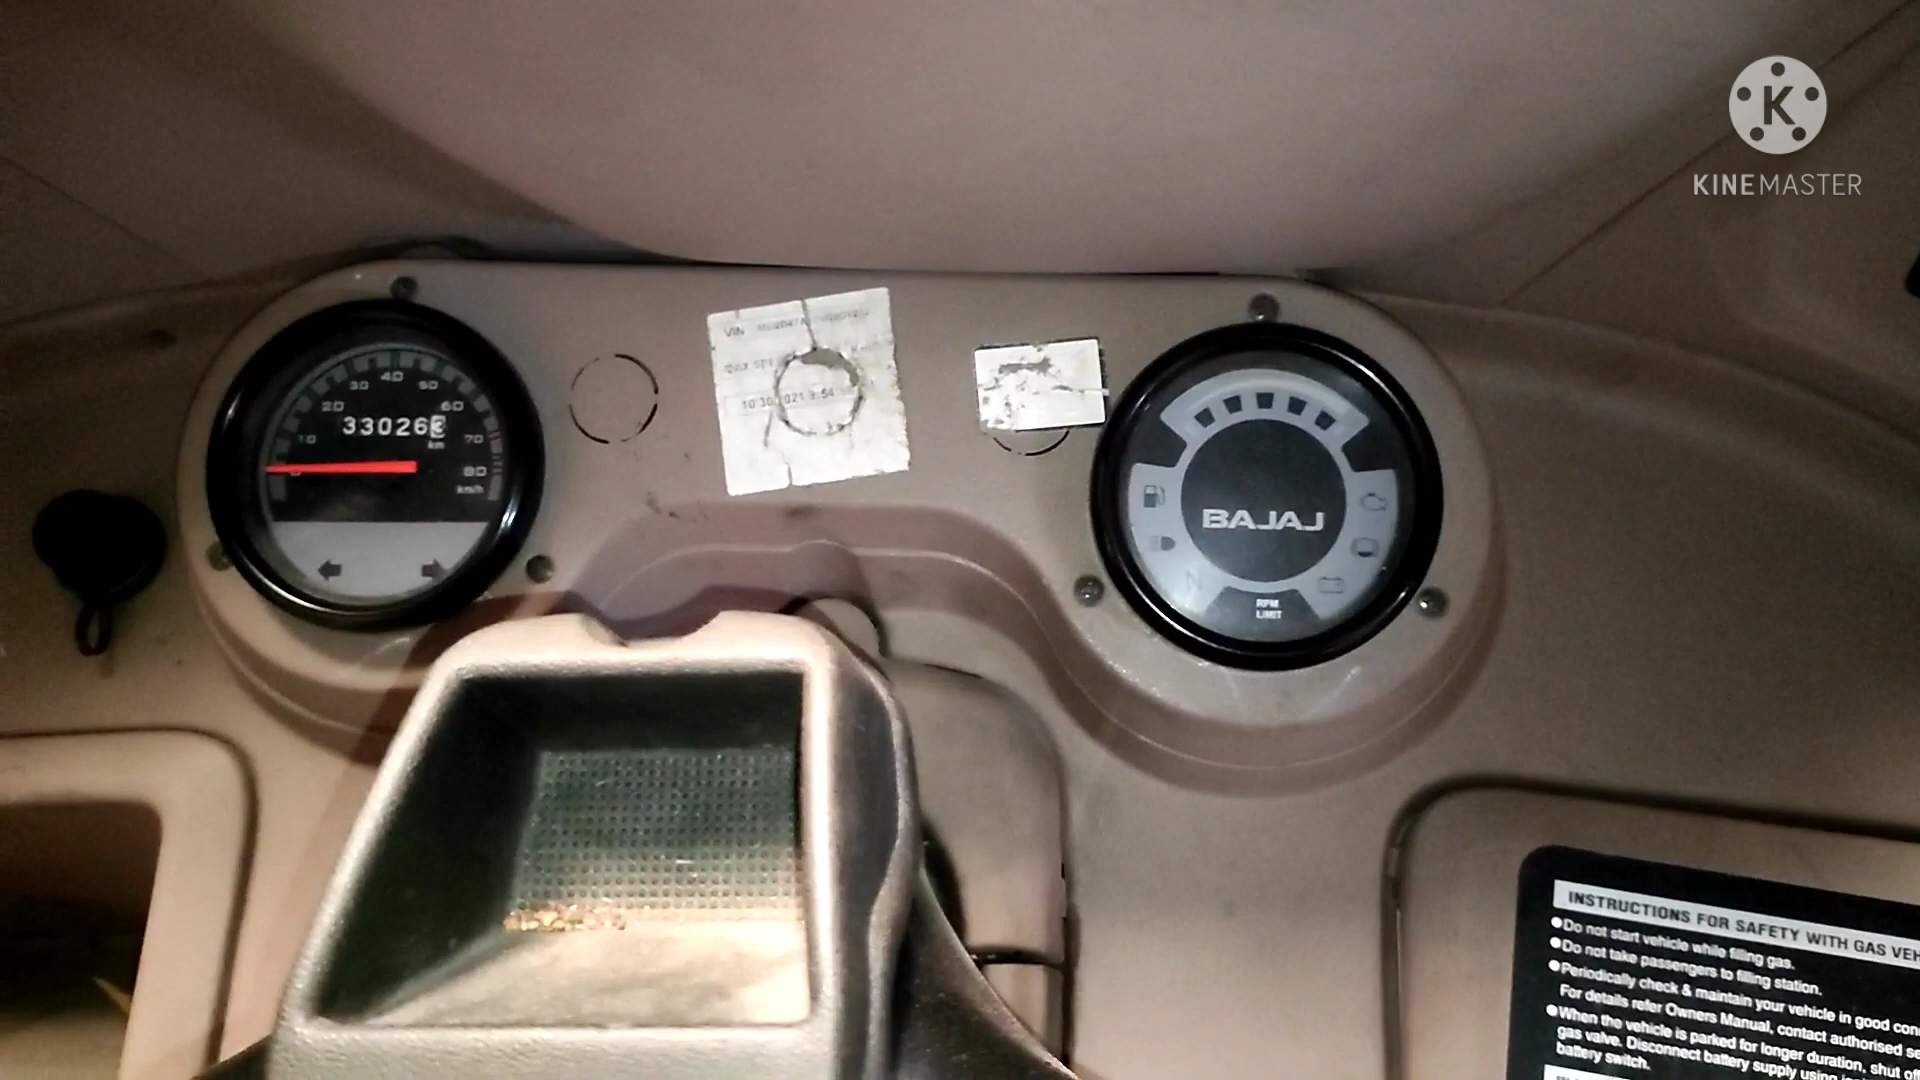 KINEMASTER
VIN
10 20 30 40 50 60 70 80
330263
km
km/h
BAJAJ
RPM
LIMIT
INSTRUCTIONS FOR SAFETY WITH GAS VEH
●Do not start vehicle while filling gas.
●Do not take passengers to filling station.
●Periodically check & maintain your vehicle in good con
For details refer Owners Manual, contact authorised se
●When the vehicle is parked for longer duration, shut off
gas valve. Disconnect battery supply using
battery switch.